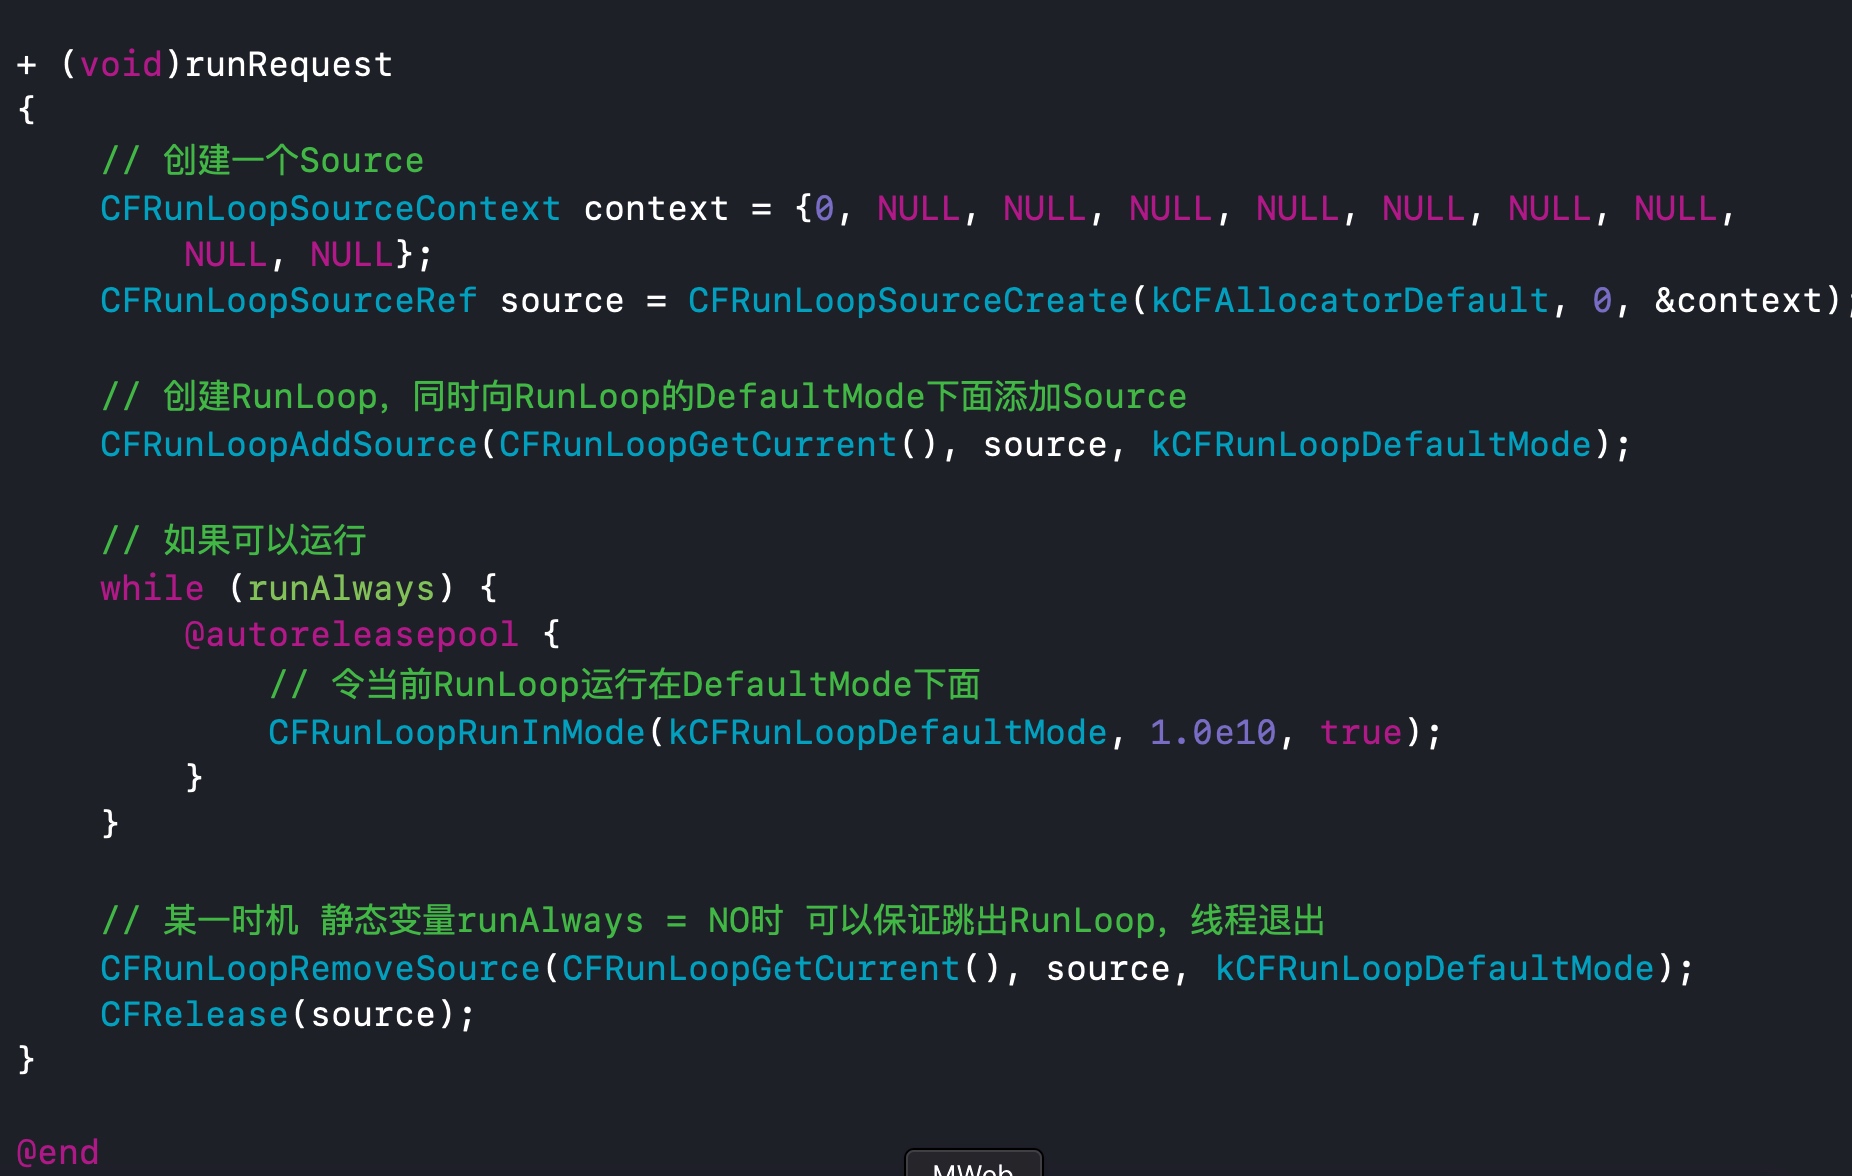 + (void)runRequest
{
    // 创建一个Source
    CFRunLoopSourceContext context = {0, NULL, NULL, NULL, NULL, NULL, NULL, NULL,
        NULL, NULL};
    CFRunLoopSourceRef source = CFRunLoopSourceCreate(kCFAllocatorDefault, 0, &context);

    // 创建RunLoop，同时向RunLoop的DefaultMode下面添加Source
    CFRunLoopAddSource(CFRunLoopGetCurrent(), source, kCFRunLoopDefaultMode);

    // 如果可以运行
    while (runAlways) {
        @autoreleasepool {
            // 令当前RunLoop运行在DefaultMode下面
            CFRunLoopRunInMode(kCFRunLoopDefaultMode, 1.0e10, true);
        }
    }

    // 某一时机 静态变量runAlways = NO时 可以保证跳出RunLoop，线程退出
    CFRunLoopRemoveSource(CFRunLoopGetCurrent(), source, kCFRunLoopDefaultMode);
    CFRelease(source);
}

@end
MWeb